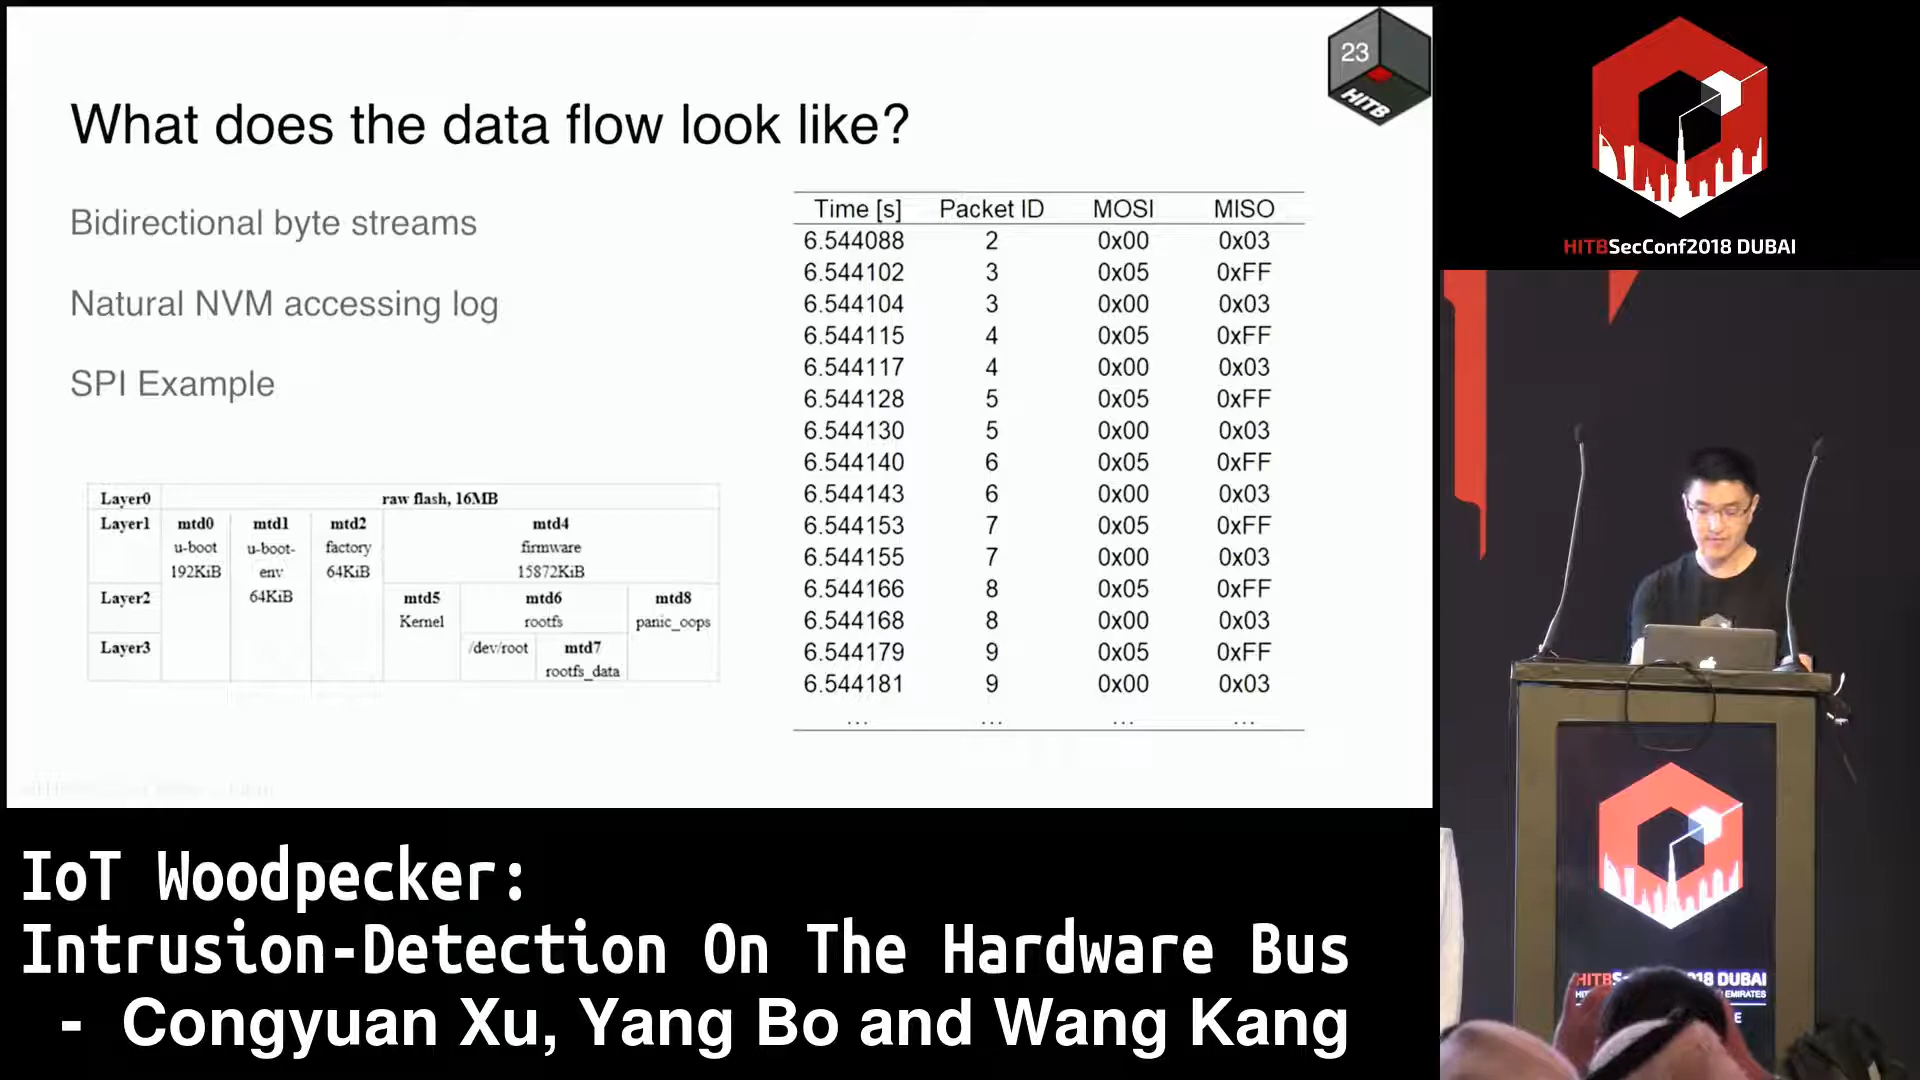 23
HITB
What does the data flow look like?
Bidirectional byte streams
Natural NVM accessing log
SPI Example
Layer0 raw flash, 16MB
Layer1 mtd0 mtd1 mtd2 mtd4
u-boot u-boot- factory firmware
192KiB env 64KiB 15872KiB
Layer2 64KiB mtd5 mtd6 mtd8
Kernel rootfs panic_oops
Layer3 /dev/root mtd7
rootfs_data
Time [s] Packet ID MOSI MISO
6.544088 2 0x00 0x03
6.544102 3 0x05 0xFF
6.544104 3 0x00 0x03
6.544115 4 0x05 0xFF
6.544117 4 0x00 0x03
6.544128 5 0x05 0xFF
6.544130 5 0x00 0x03
6.544140 6 0x05 0xFF
6.544143 6 0x00 0x03
6.544153 7 0x05 0xFF
6.544155 7 0x00 0x03
6.544166 8 0x05 0xFF
6.544168 8 0x00 0x03
6.544179 9 0x05 0xFF
6.544181 9 0x00 0x03
... ... ... ...
HITBSecConf2018 DUBAI
2018 DUBAI
EMIRATES
IoT Woodpecker:
Intrusion-Detection On The Hardware Bus
- Congyuan Xu, Yang Bo and Wang Kang